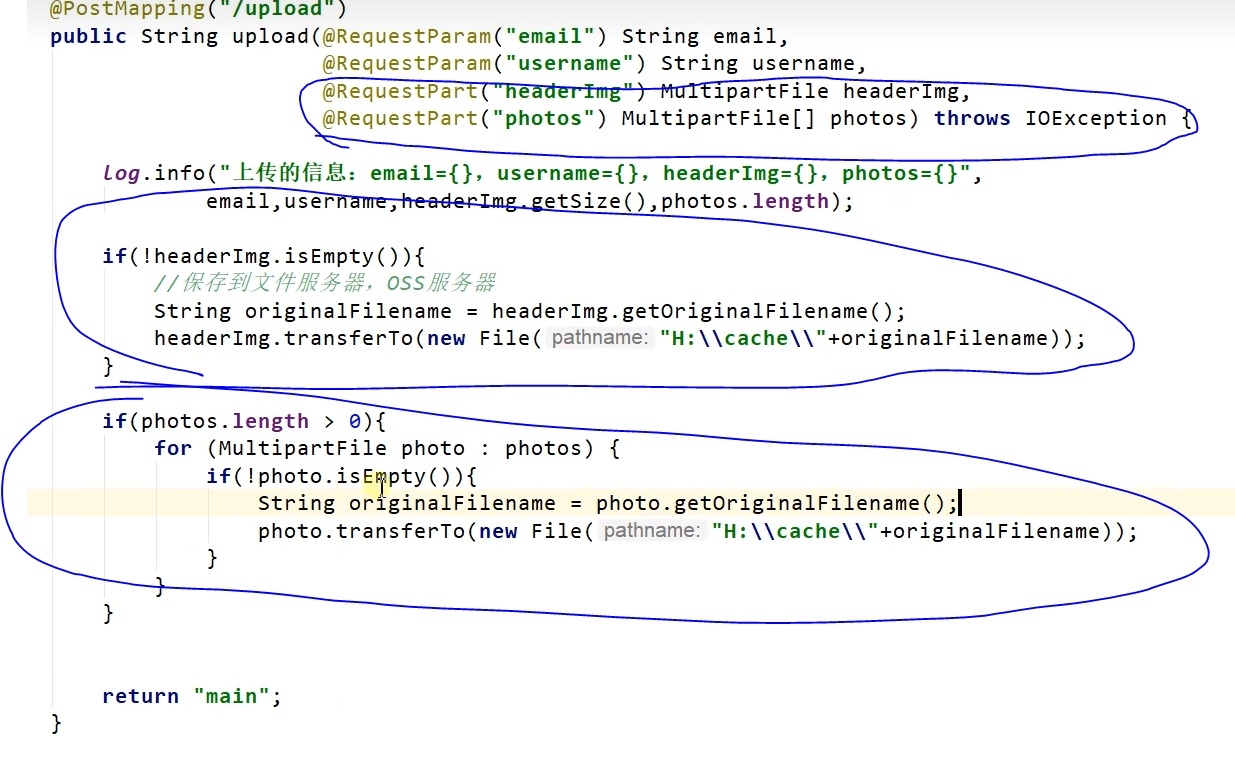 @PostMapping("/upload")
public String upload(@RequestParam("email") String email,
@RequestParam("username") String username,
@RequestPart("headerImg") MultipartFile headerImg,
@RequestPart("photos") MultipartFile[] photos) throws IOException {
log.info("上传的信息：email={}，username={}，headerImg={}，photos={}",
email,username,headerImg.getSize(),photos.length);
if(!headerImg.isEmpty()){
//保存到文件服务器，OSS服务器
String originalFilename = headerImg.getOriginalFilename();
headerImg.transferTo(new File( pathname: "H:\\cache\\"+originalFilename));
}
if(photos.length > 0){
for (MultipartFile photo : photos) {
if(!photo.isEmpty()){
String originalFilename = photo.getOriginalFilename();
photo.transferTo(new File( pathname: "H:\\cache\\"+originalFilename));
}
}
}
return "main";
}